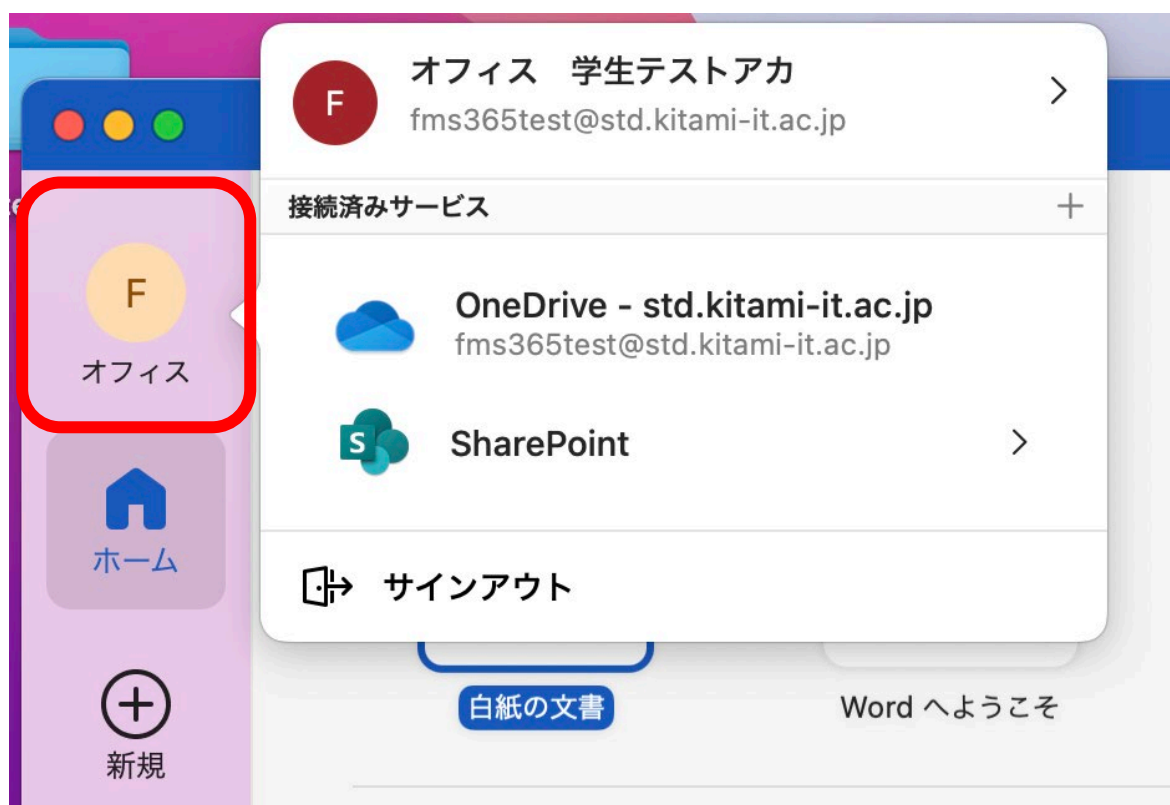 F
オフィス　学生テストアカ
fms365test@std.kitami-it.ac.jp
接続済みサービス
F
オフィス
OneDrive - std.kitami-it.ac.jp
fms365test@std.kitami-it.ac.jp
S
SharePoint
ホーム
サインアウト
白紙の文書
Word へようこそ
新規